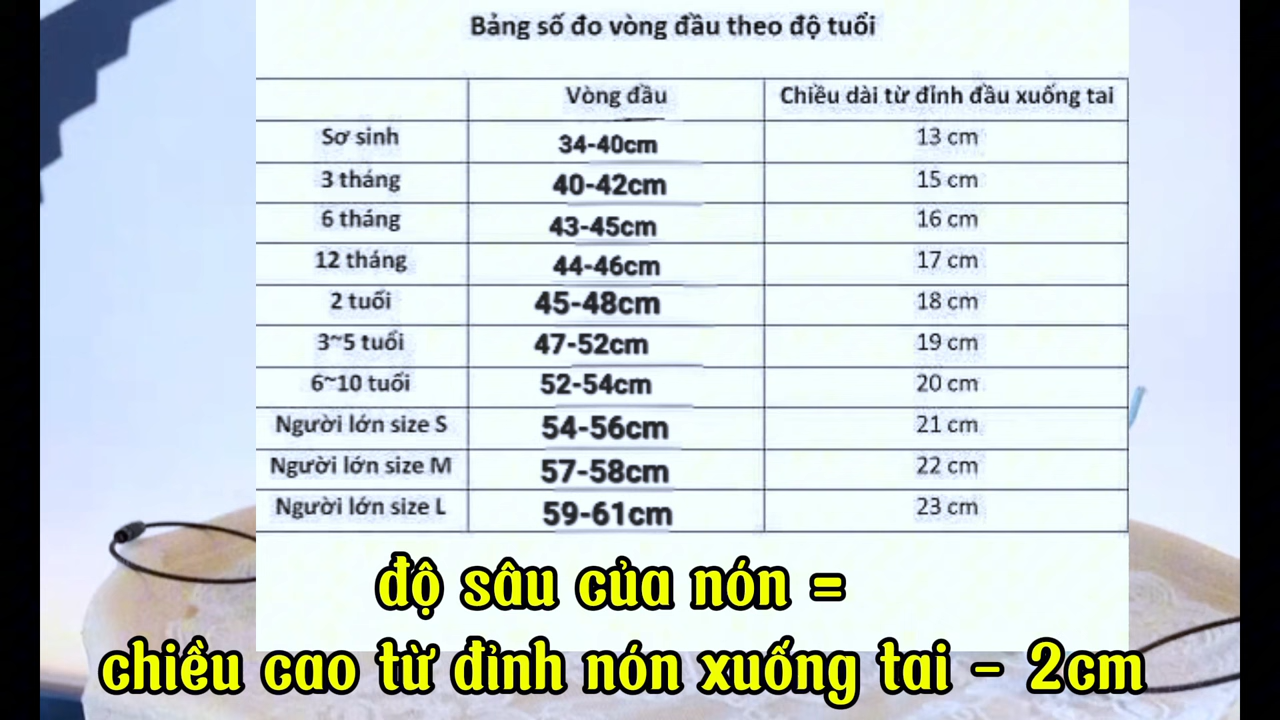 Bảng số đo vòng đầu theo độ tuổi
Vòng đầu Chiều dài từ đỉnh đầu xuống tai
Sơ sinh 34-40cm 13 cm
3 tháng 40-42cm 15 cm
6 tháng 43-45cm 16 cm
12 tháng 44-46cm 17 cm
2 tuổi 45-48cm 18 cm
3~5 tuổi 47-52cm 19 cm
6~10 tuổi 52-54cm 20 cm
Người lớn size S 54-56cm 21 cm
Người lớn size M 57-58cm 22 cm
Người lớn size L 59-61cm 23 cm
độ sâu của nón =
chiều cao từ đỉnh nón xuống tai - 2cm